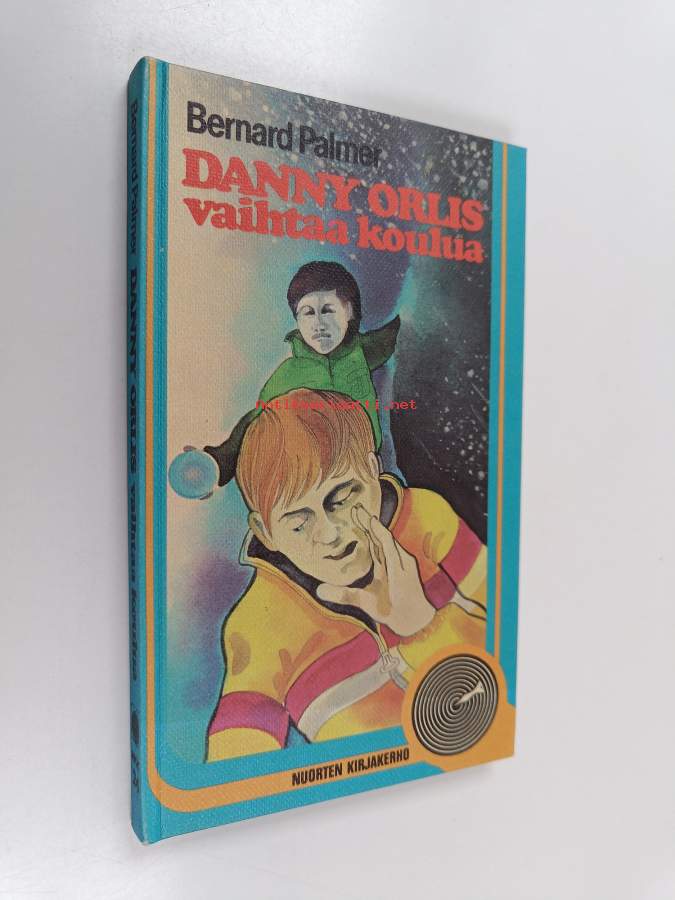 Bernard Palmer
DANNY ORLIS
vaihtaa koulua
NUORTEN KIRJAKERHO
Bernard Palmer DANNY ORLIS vaihtaa koulua
antikvariaatti.net